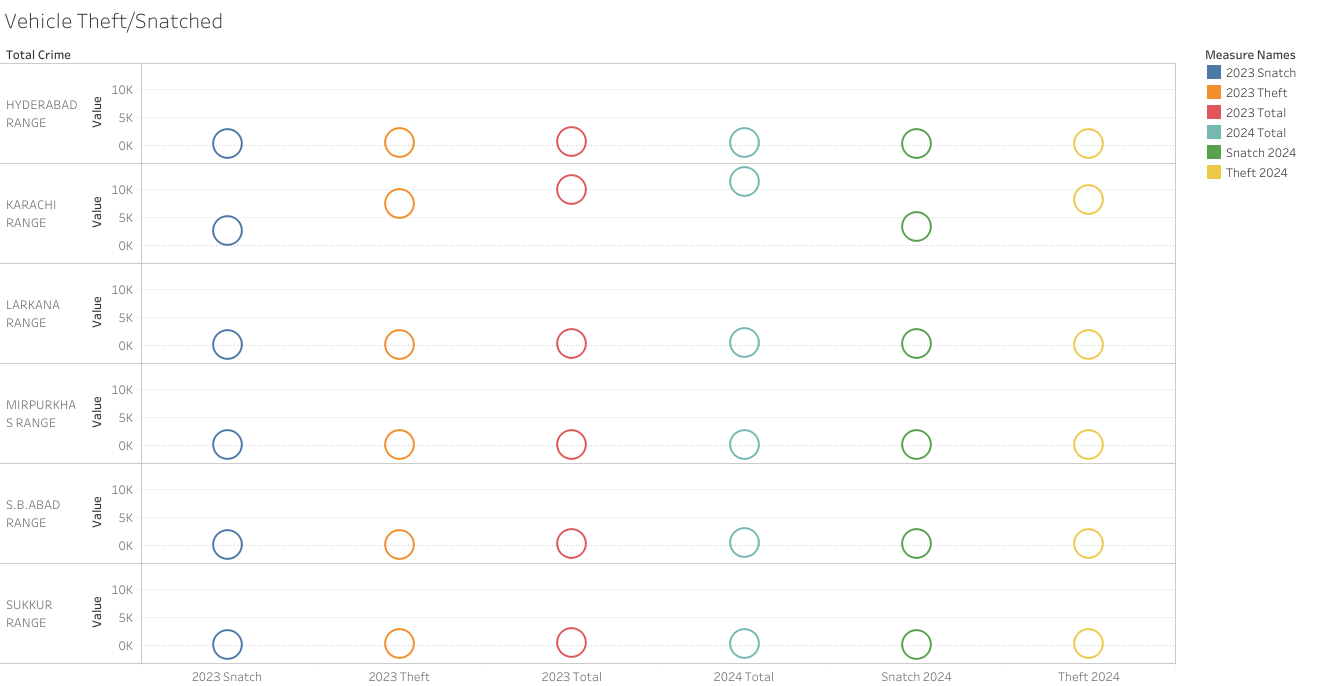 Vehicle Theft/Snatched
Total Crime
Measure Names
2023 Snatch
2023 Theft
2023 Total
2024 Total
Snatch 2024
Theft 2024
HYDERABAD
RANGE
Value
10K
5K
0K
KARACHI
RANGE
Value
10K
5K
0K
LARKANA
RANGE
Value
10K
5K
0K
MIRPURKHA
S RANGE
Value
10K
5K
0K
S.B.ABAD
RANGE
Value
10K
5K
0K
SUKKUR
RANGE
Value
10K
5K
0K
2023 Snatch
2023 Theft
2023 Total
2024 Total
Snatch 2024
Theft 2024